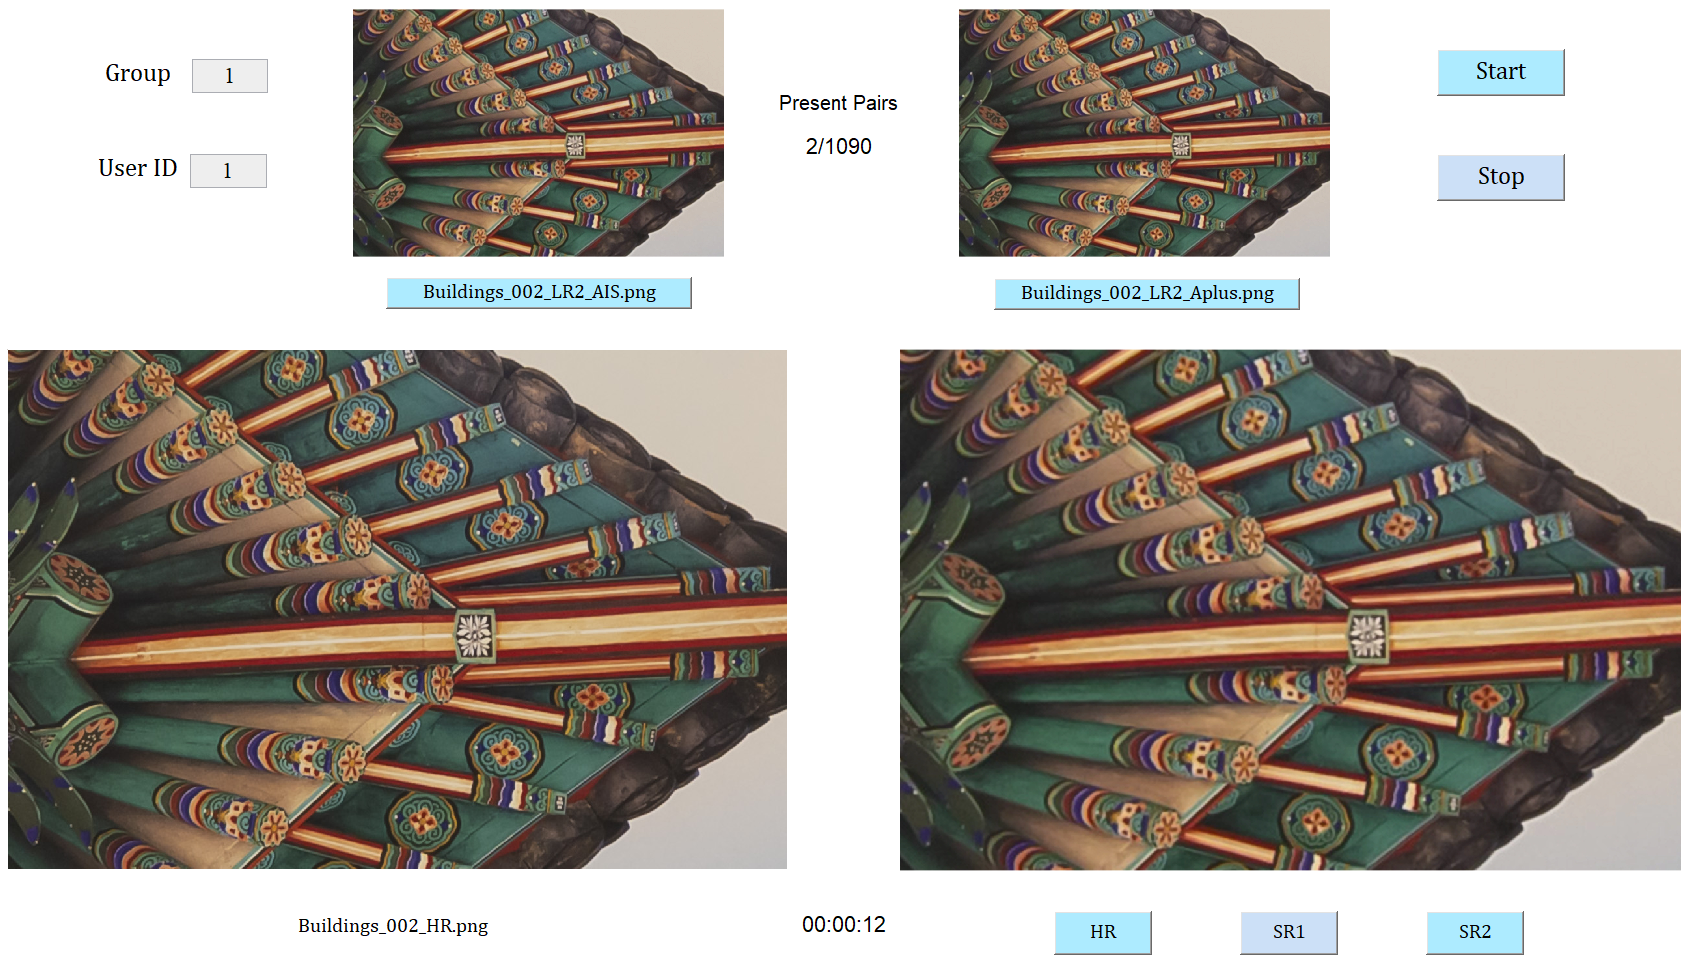 Group 1
User ID 1
Present Pairs
2/1090
Start
Stop
Buildings_002_LR2_AIS.png
Buildings_002_LR2_Aplus.png
Buildings_002_HR.png
00:00:12
HR
SR1
SR2